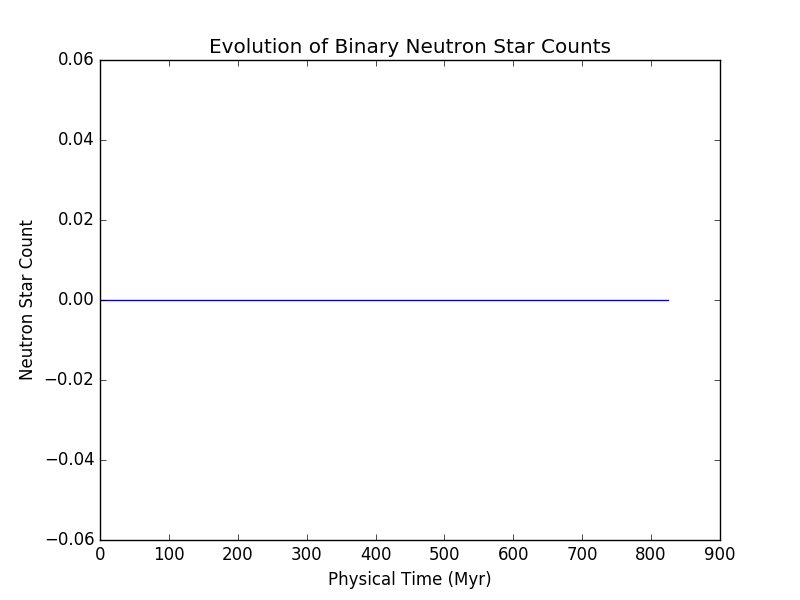 Evolution of Binary Neutron Star Counts
0.06
0.04
0.02
0.00
−0.02
−0.04
−0.06
Neutron Star Count
0 100 200 300 400 500 600 700 800 900
Physical Time (Myr)